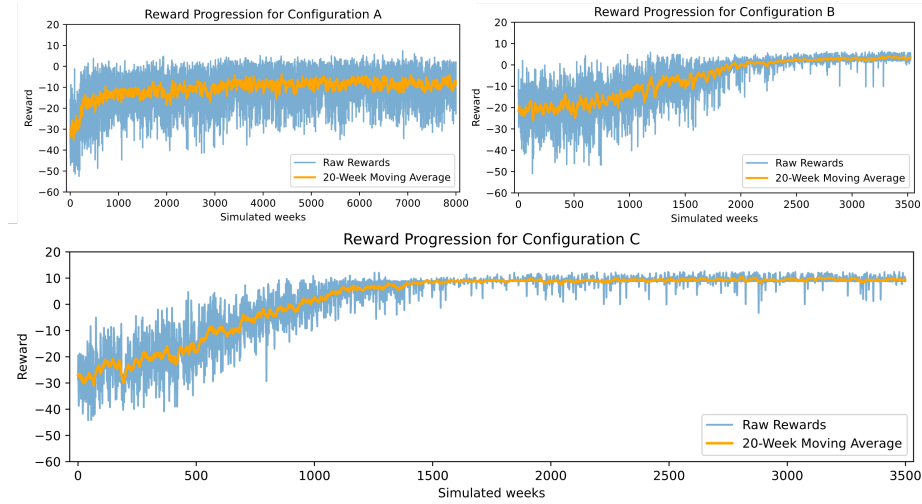 Reward Progression for Configuration A
20
10
0
−10
−20
−30
−40
−50
−60
Reward
Raw Rewards
20-Week Moving Average
0 1000 2000 3000 4000 5000 6000 7000 8000
Simulated weeks
Reward Progression for Configuration B
20
10
0
−10
−20
−30
−40
−50
−60
Reward
Raw Rewards
20-Week Moving Average
0 500 1000 1500 2000 2500 3000 3500
Simulated weeks
Reward Progression for Configuration C
20
10
0
−10
−20
−30
−40
−50
−60
Reward
Raw Rewards
20-Week Moving Average
0 500 1000 1500 2000 2500 3000 3500
Simulated weeks